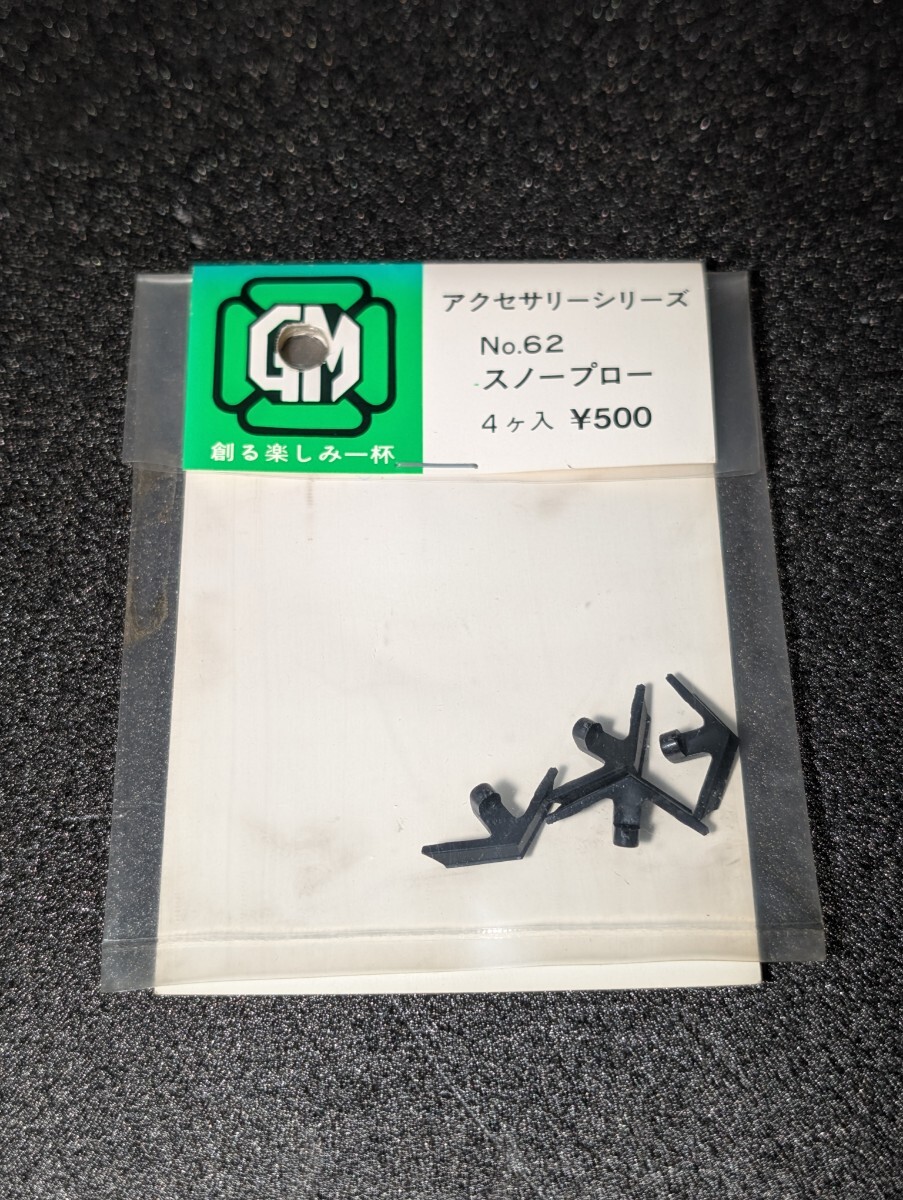 GM
創る楽しみ一杯
アクセサリーシリーズ
No.62
スノープロー
4ヶ入 ¥500